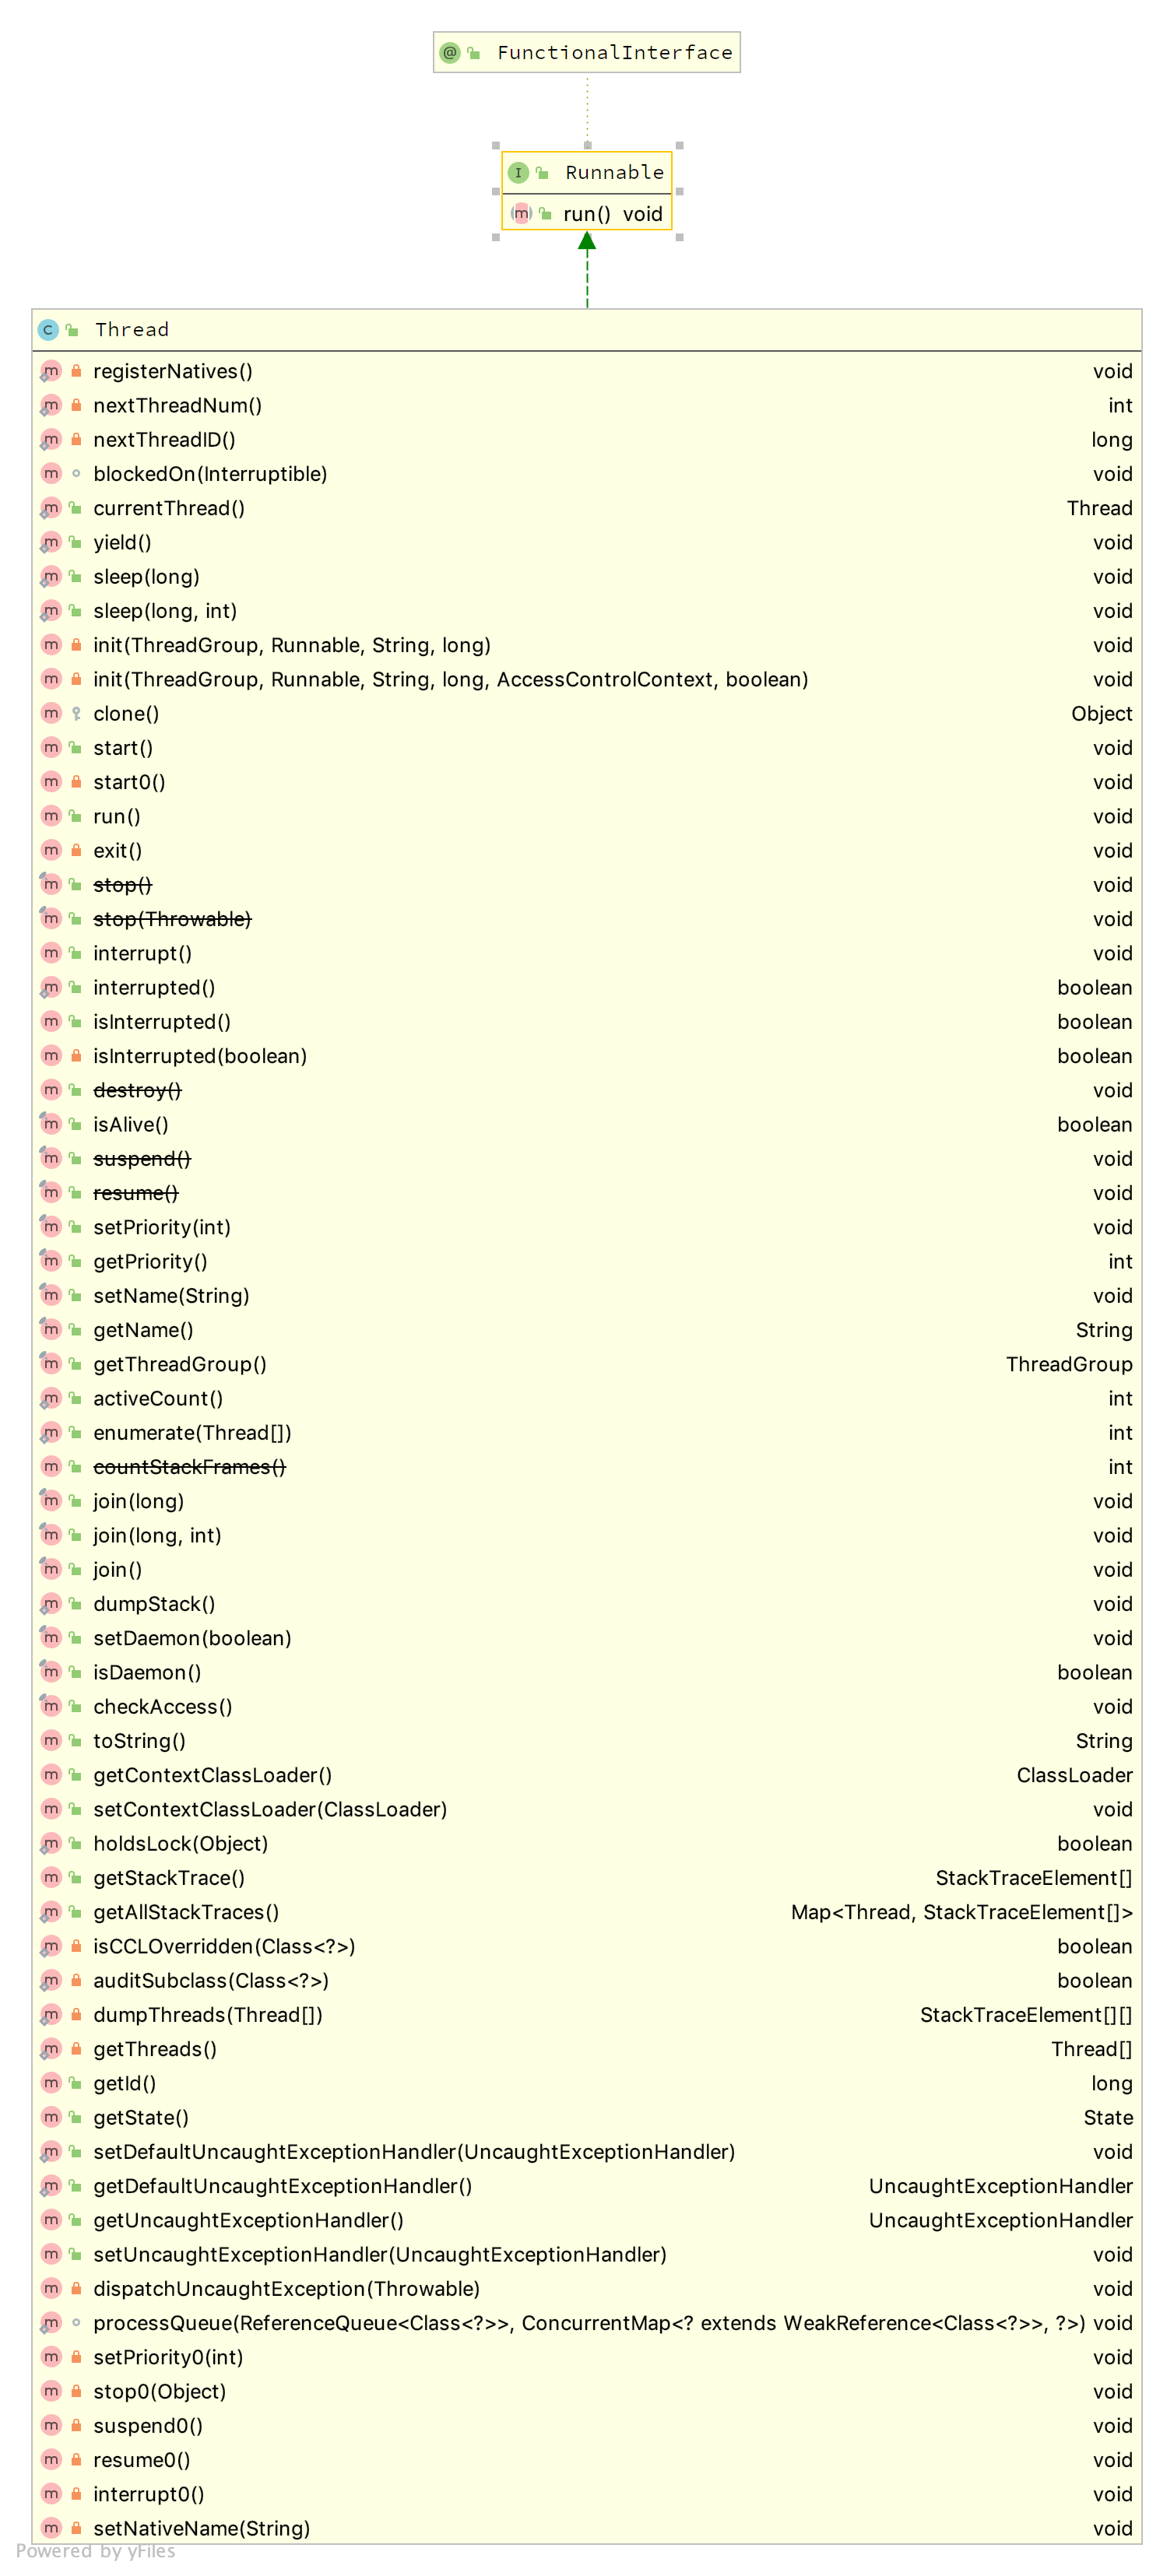 FunctionalInterface
Runnable
run() void
Thread
registerNatives() void
nextThreadNum() int
nextThreadID() long
blockedOn(Interruptible) void
currentThread() Thread
yield() void
sleep(long) void
sleep(long, int) void
init(ThreadGroup, Runnable, String, long) void
init(ThreadGroup, Runnable, String, long, AccessControlContext, boolean) void
clone() Object
start() void
start0() void
run() void
exit() void
stop() void
stop(Throwable) void
interrupt() void
interrupted() boolean
isInterrupted() boolean
isInterrupted(boolean) boolean
destroy() void
isAlive() boolean
suspend() void
resume() void
setPriority(int) void
getPriority() int
setName(String) void
getName() String
getThreadGroup() ThreadGroup
activeCount() int
enumerate(Thread[]) int
countStackFrames() int
join(long) void
join(long, int) void
join() void
dumpStack() void
setDaemon(boolean) void
isDaemon() boolean
checkAccess() void
toString() String
getContextClassLoader() ClassLoader
setContextClassLoader(ClassLoader) void
holdsLock(Object) boolean
getStackTrace() StackTraceElement[]
getAllStackTraces() Map<Thread, StackTraceElement[]>
isCCLOverridden(Class<?>) boolean
auditSubclass(Class<?>) boolean
dumpThreads(Thread[]) StackTraceElement[][]
getThreads() Thread[]
getId() long
getState() State
setDefaultUncaughtExceptionHandler(UncaughtExceptionHandler) void
getDefaultUncaughtExceptionHandler() UncaughtExceptionHandler
getUncaughtExceptionHandler() UncaughtExceptionHandler
setUncaughtExceptionHandler(UncaughtExceptionHandler) void
dispatchUncaughtException(Throwable) void
processQueue(ReferenceQueue<Class<?>>, ConcurrentMap<? extends WeakReference<Class<?>>, ?>) void
setPriority0(int) void
stop0(Object) void
suspend0() void
resume0() void
interrupt0() void
setNativeName(String) void
Powered by yFiles